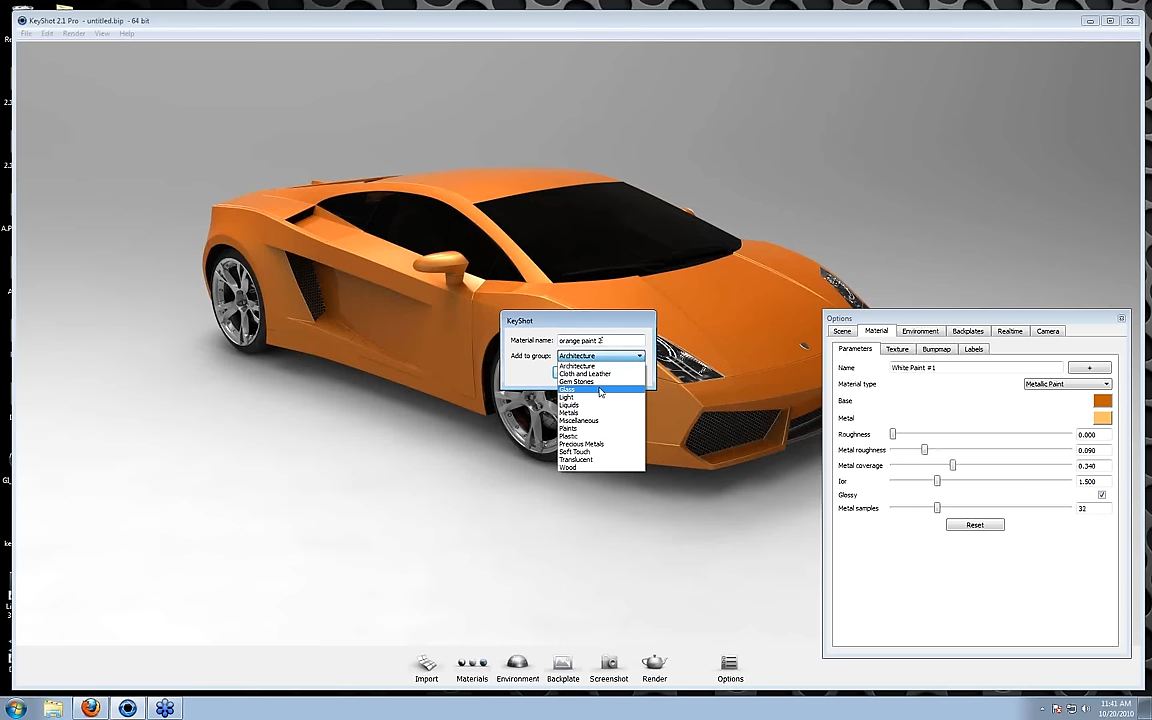 KeyShot 2.1 Pro - untitled.bip - 64 bit
File Edit Render View Help
KeyShot
Material name: orange paint 2
Add to group: Architecture
Architecture
Cloth and Leather
Gem Stones
Glass
Light
Liquids
Metals
Miscellaneous
Paints
Plastic
Precious Metals
Soft Touch
Translucent
Wood
Options
Scene Material Environment Backplates Realtime Camera
Parameters Texture Bumpmap Labels
Name White Paint #1 +
Material type Metallic Paint
Base
Metal
Roughness 0.000
Metal roughness 0.090
Metal coverage 0.340
Ior 1.500
Glossy
Metal samples 32
Reset
Import Materials Environment Backplate Screenshot Render Options
11:41 AM
10/20/2010